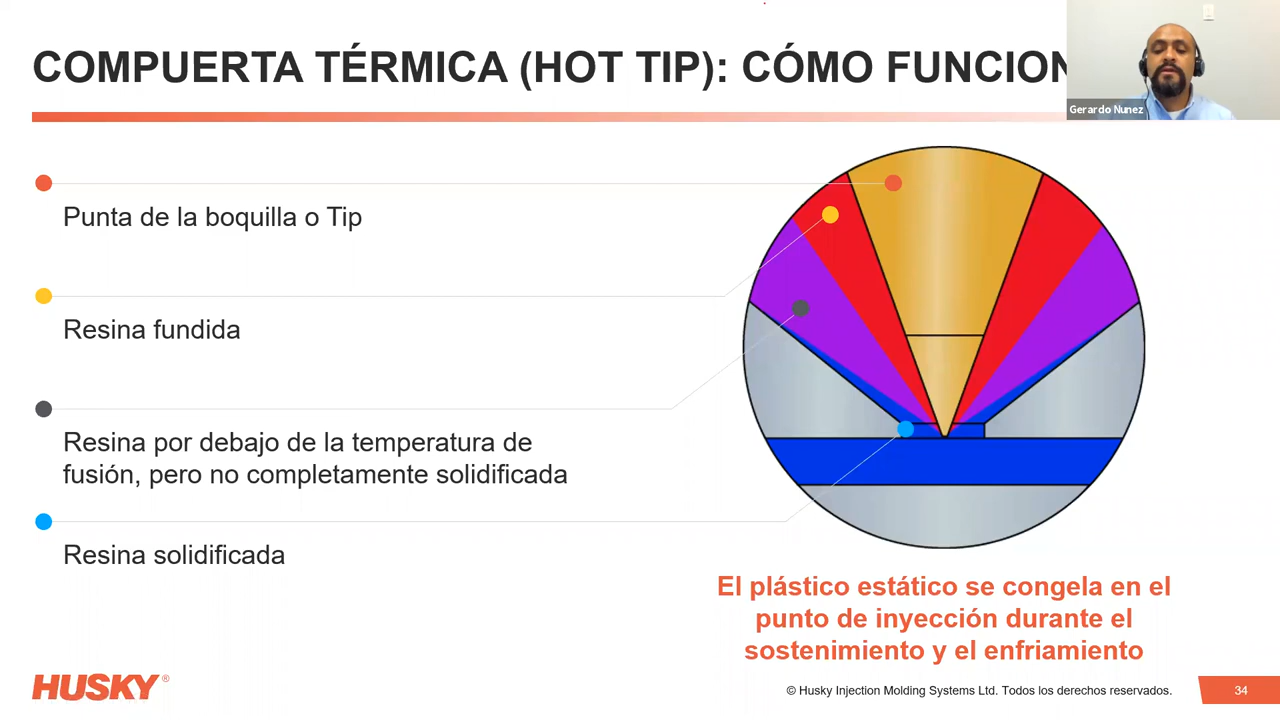 COMPUERTA TÉRMICA (HOT TIP): CÓMO FUNCION
Gerardo Nunez
Punta de la boquilla o Tip
Resina fundida
Resina por debajo de la temperatura de
fusión, pero no completamente solidificada
Resina solidificada
El plástico estático se congela en el
punto de inyección durante el
sostenimiento y el enfriamiento
HUSKY®
© Husky Injection Molding Systems Ltd. Todos los derechos reservados.
34